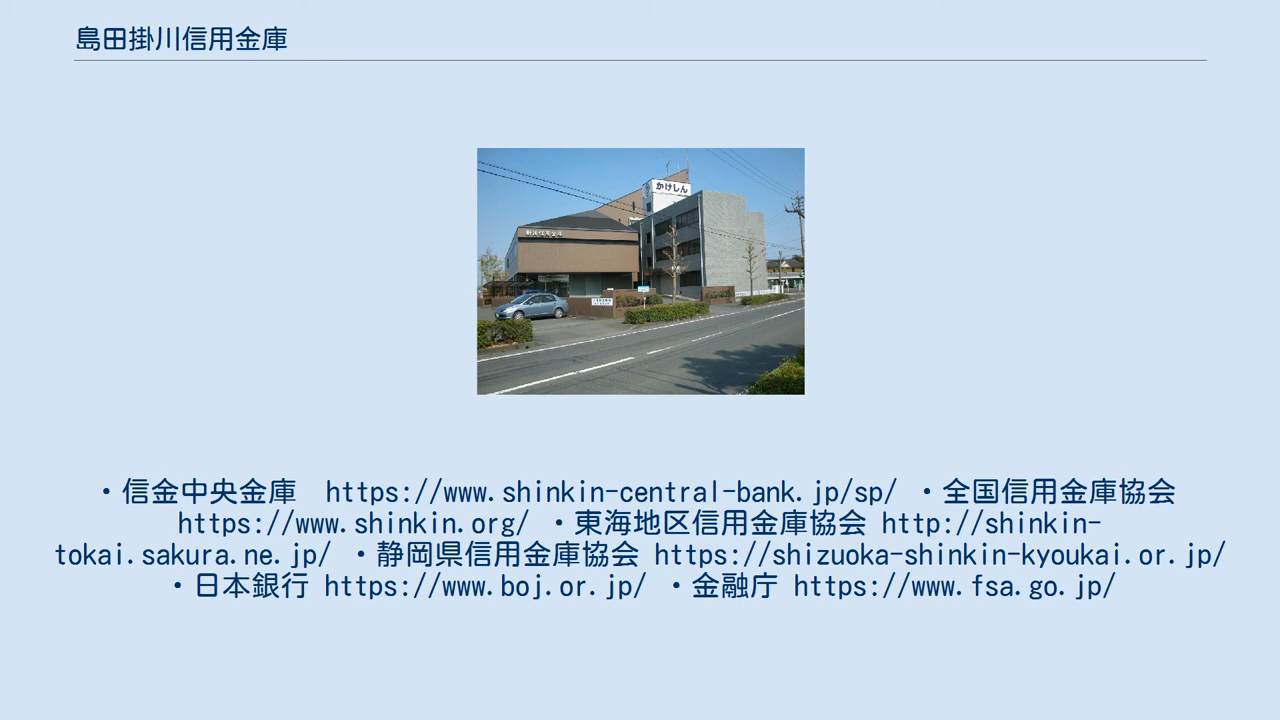 島田掛川信用金庫
かけしん
・信金中央金庫　https://www.shinkin-central-bank.jp/sp/ ・全国信用金庫協会
https://www.shinkin.org/ ・東海地区信用金庫協会 http://shinkin-
tokai.sakura.ne.jp/ ・静岡県信用金庫協会 https://shizuoka-shinkin-kyoukai.or.jp/
・日本銀行 https://www.boj.or.jp/ ・金融庁 https://www.fsa.go.jp/